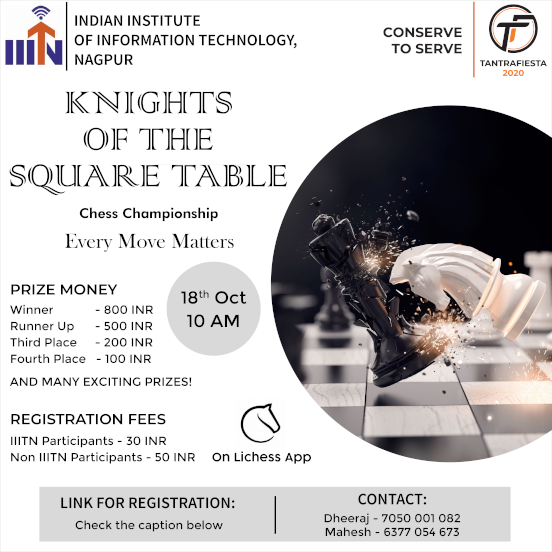 IIITN
INDIAN INSTITUTE
OF INFORMATION TECHNOLOGY,
NAGPUR
CONSERVE
TO SERVE
TANTRAFIESTA
2020
KNIGHTS
OF THE
SQUARE TABLE
Chess Championship
Every Move Matters
18th Oct
10 AM
PRIZE MONEY
Winner - 800 INR
Runner Up - 500 INR
Third Place - 200 INR
Fourth Place - 100 INR
AND MANY EXCITING PRIZES!
REGISTRATION FEES
IIITN Participants - 30 INR
Non IIITN Participants - 50 INR
On Lichess App
LINK FOR REGISTRATION:
Check the caption below
CONTACT:
Dheeraj - 7050 001 082
Mahesh - 6377 054 673